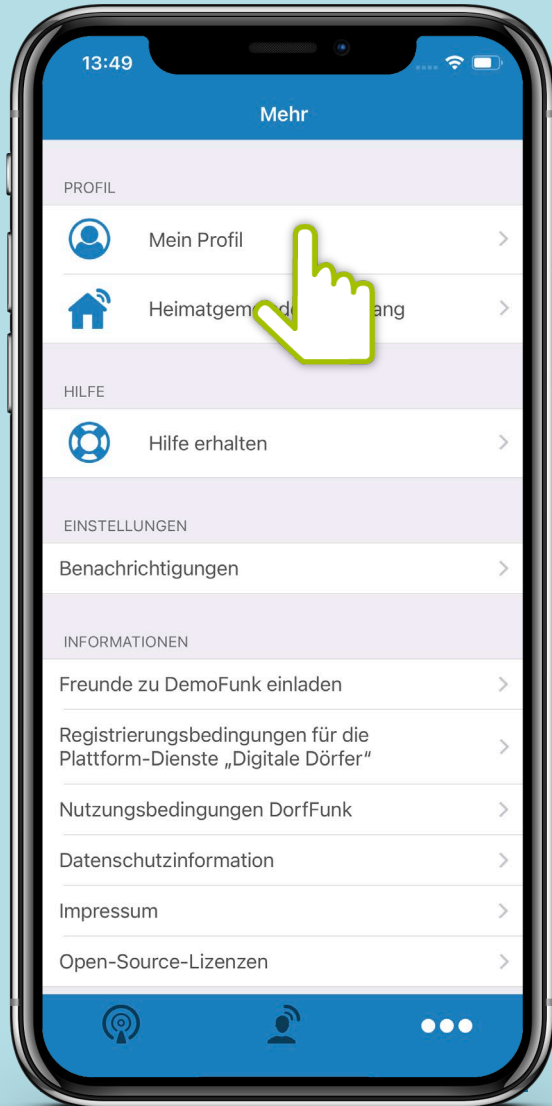 13:49
Mehr
PROFIL
Mein Profil
ang
HILFE
Hilfe erhalten
EINSTELLUNGEN
Benachrichtigungen
INFORMATIONEN
Freunde zu DemoFunk einladen
Registrierungsbedingungen für die
Plattform-Dienste „Digitale Dörfer“
Nutzungsbedingungen DorfFunk
Datenschutzinformation
Impressum
Open-Source-Lizenzen